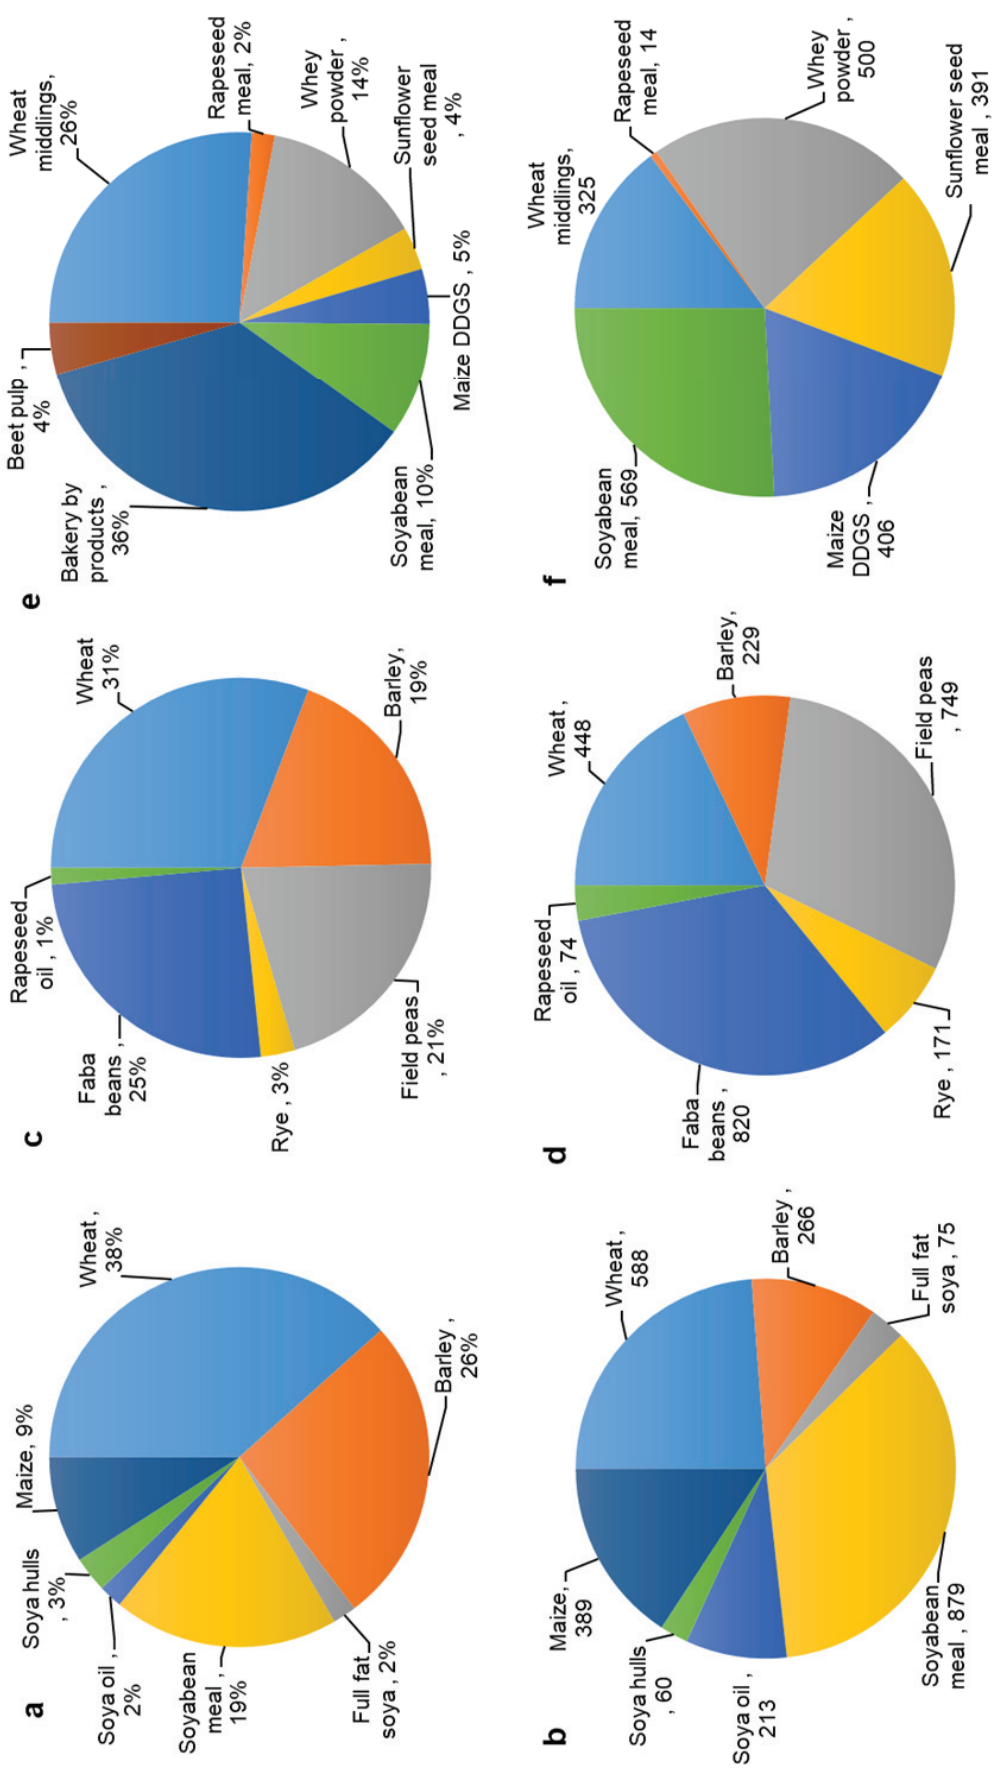 a
Wheat ,
38%
Barley ,
26%
Full fat
soya , 2%
Soyabean
meal ,
19%
Soya oil ,
2%
Soya hulls
, 3%
Maize, 9%
b
Wheat ,
588
Barley ,
266
Full fat
soya , 75
Soyabean
meal , 879
Soya oil ,
213
Soya hulls
, 60
Maize,
389
c
Wheat
31%
Barley,
19%
Field peas
, 21%
Rye , 3%
Faba
beans ,
25%
Rapeseed
oil , 1%
d
Wheat ,
448
Barley,
229
Field peas
, 749
Rye , 171
Faba
beans ,
820
Rapeseed
oil , 74
e
Wheat
middlings,
26%
Rapeseed
meal, 2%
Whey
powder ,
14%
Sunflower
seed meal
, 4%
Maize DDGS , 5%
Soyabean
meal, 10%
Bakery by
products ,
36%
Beet pulp ,
4%
f
Wheat
middlings,
325
Rapeseed
meal, 14
Whey
powder ,
500
Sunflower seed
meal , 391
Maize
DDGS ,
406
Soyabean
meal, 569